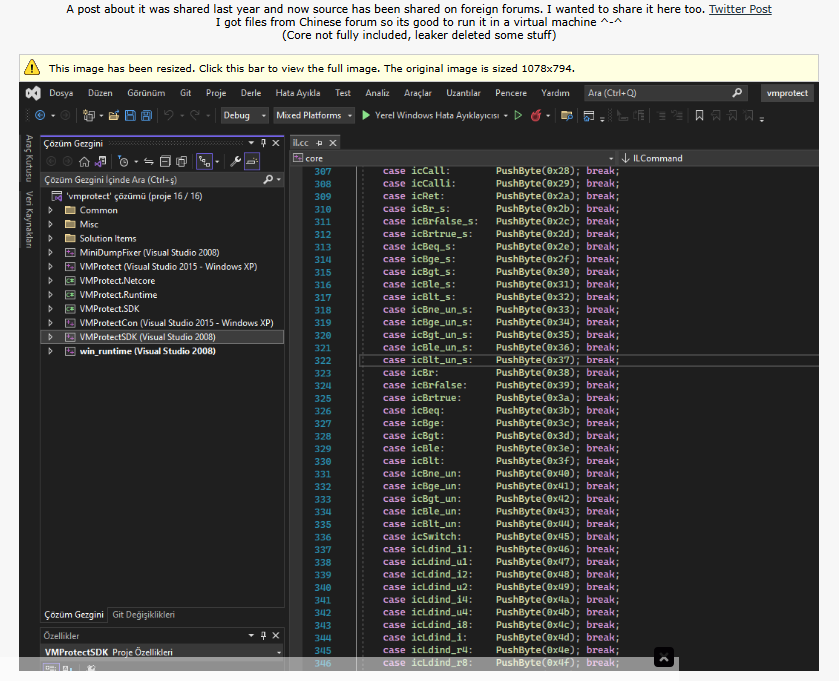 A post about it was shared last year and now source has been shared on foreign forums. I wanted to share it here too. Twitter Post
I got files from Chinese forum so its good to run it in a virtual machine ^-^
(Core not fully included, leaker deleted some stuff)
This image has been resized. Click this bar to view the full image. The original image is sized 1078x794.
Dosya Düzen Görünüm Git Proje Derle Hata Ayıkla Test Analiz Araçlar Uzantılar Pencere Yardım Ara (Ctrl+Q) vmprotect
Debug Mixed Platforms Yerel Windows Hata Ayıklayıcısı
Araç Kutusu
Veri Kaynakları
Çözüm Gezgini
Çözüm Gezgini İçinde Ara (Ctrl+ş)
'vmprotect' çözümü (proje 16 / 16)
Common
Misc
Solution Items
MiniDumpFixer (Visual Studio 2008)
VMProtect (Visual Studio 2015 - Windows XP)
VMProtect.Netcore
VMProtect.Runtime
VMProtect.SDK
VMProtectCon (Visual Studio 2015 - Windows XP)
VMProtectSDK (Visual Studio 2008)
win_runtime (Visual Studio 2008)
Çözüm Gezgini Git Değişiklikleri
Özellikler
VMProtectSDK Proje Özellikleri
il.cc
core ILCommand
307 case icCall: PushByte(0x28); break;
308 case icCalli: PushByte(0x29); break;
309 case icRet: PushByte(0x2a); break;
310 case icBr_s: PushByte(0x2b); break;
311 case icBrfalse_s: PushByte(0x2c); break;
312 case icBrtrue_s: PushByte(0x2d); break;
313 case icBeq_s: PushByte(0x2e); break;
314 case icBge_s: PushByte(0x2f); break;
315 case icBgt_s: PushByte(0x30); break;
316 case icBle_s: PushByte(0x31); break;
317 case icBlt_s: PushByte(0x32); break;
318 case icBne_un_s: PushByte(0x33); break;
319 case icBge_un_s: PushByte(0x34); break;
320 case icBgt_un_s: PushByte(0x35); break;
321 case icBle_un_s: PushByte(0x36); break;
322 case icBlt_un_s: PushByte(0x37); break;
323 case icBr: PushByte(0x38); break;
324 case icBrfalse: PushByte(0x39); break;
325 case icBrtrue: PushByte(0x3a); break;
326 case icBeq: PushByte(0x3b); break;
327 case icBge: PushByte(0x3c); break;
328 case icBgt: PushByte(0x3d); break;
329 case icBle: PushByte(0x3e); break;
330 case icBlt: PushByte(0x3f); break;
331 case icBne_un: PushByte(0x40); break;
332 case icBge_un: PushByte(0x41); break;
333 case icBgt_un: PushByte(0x42); break;
334 case icBle_un: PushByte(0x43); break;
335 case icBlt_un: PushByte(0x44); break;
336 case icSwitch: PushByte(0x45); break;
337 case icLdind_i1: PushByte(0x46); break;
338 case icLdind_u1: PushByte(0x47); break;
339 case icLdind_i2: PushByte(0x48); break;
340 case icLdind_u2: PushByte(0x49); break;
341 case icLdind_i4: PushByte(0x4a); break;
342 case icLdind_u4: PushByte(0x4b); break;
343 case icLdind_i8: PushByte(0x4c); break;
344 case icLdind_i: PushByte(0x4d); break;
345 case icLdind_r4: PushByte(0x4e); break;
346 case icLdind_r8: PushByte(0x4f); break;